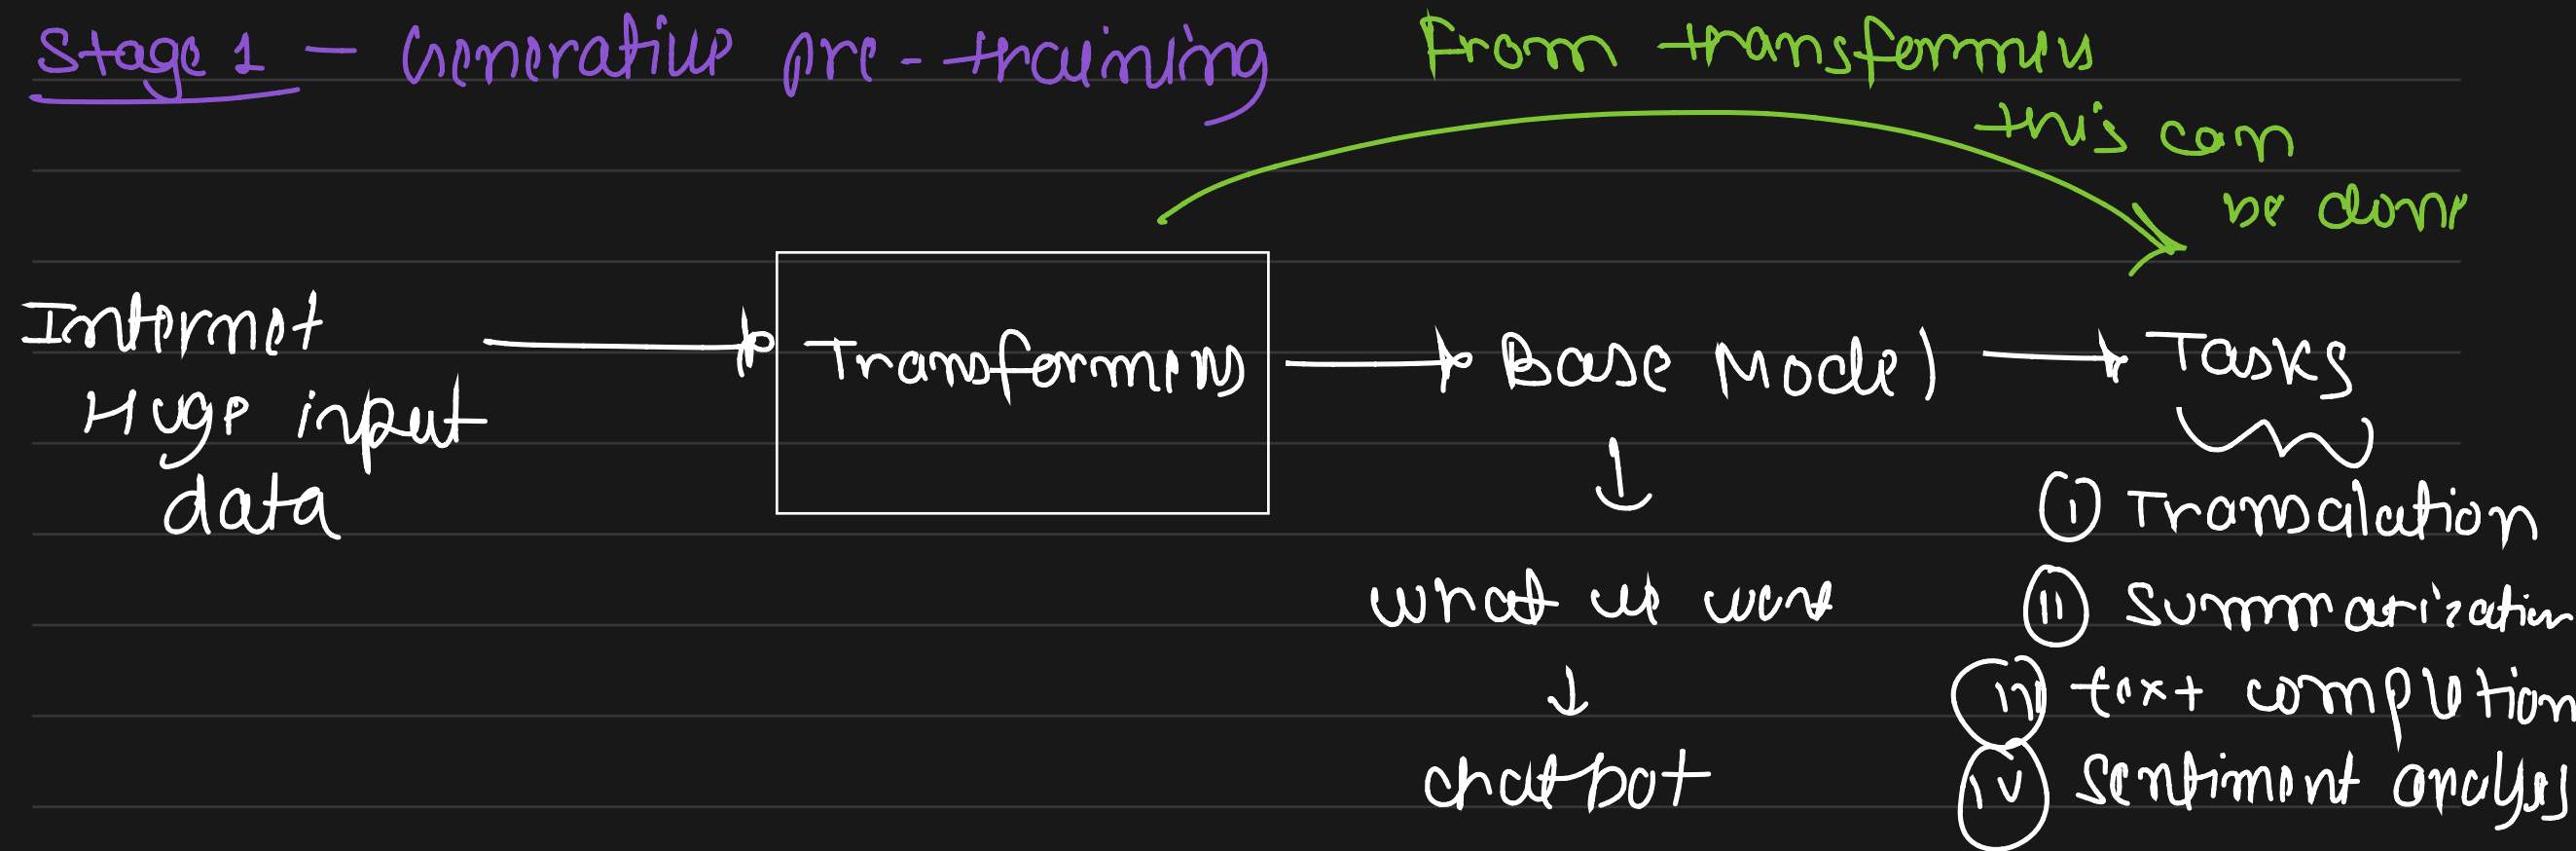 Stage 1 - Generative pre-training
From transformers
this can
be done
Internet
Huge input
data
Transformers
Base Model
Tasks
what we want
chatbot
i Transalation
ii summarization
iii text completion
iv sentiment analysis